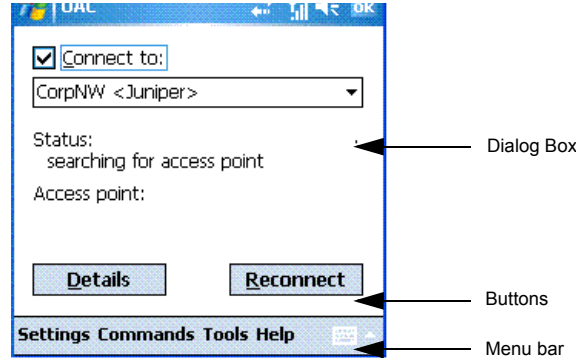 OAC ok
Connect to:
CorpNW <Juniper>
Status:
searching for access point
Dialog Box
Access point:
Details Reconnect
Buttons
Settings Commands Tools Help
Menu bar